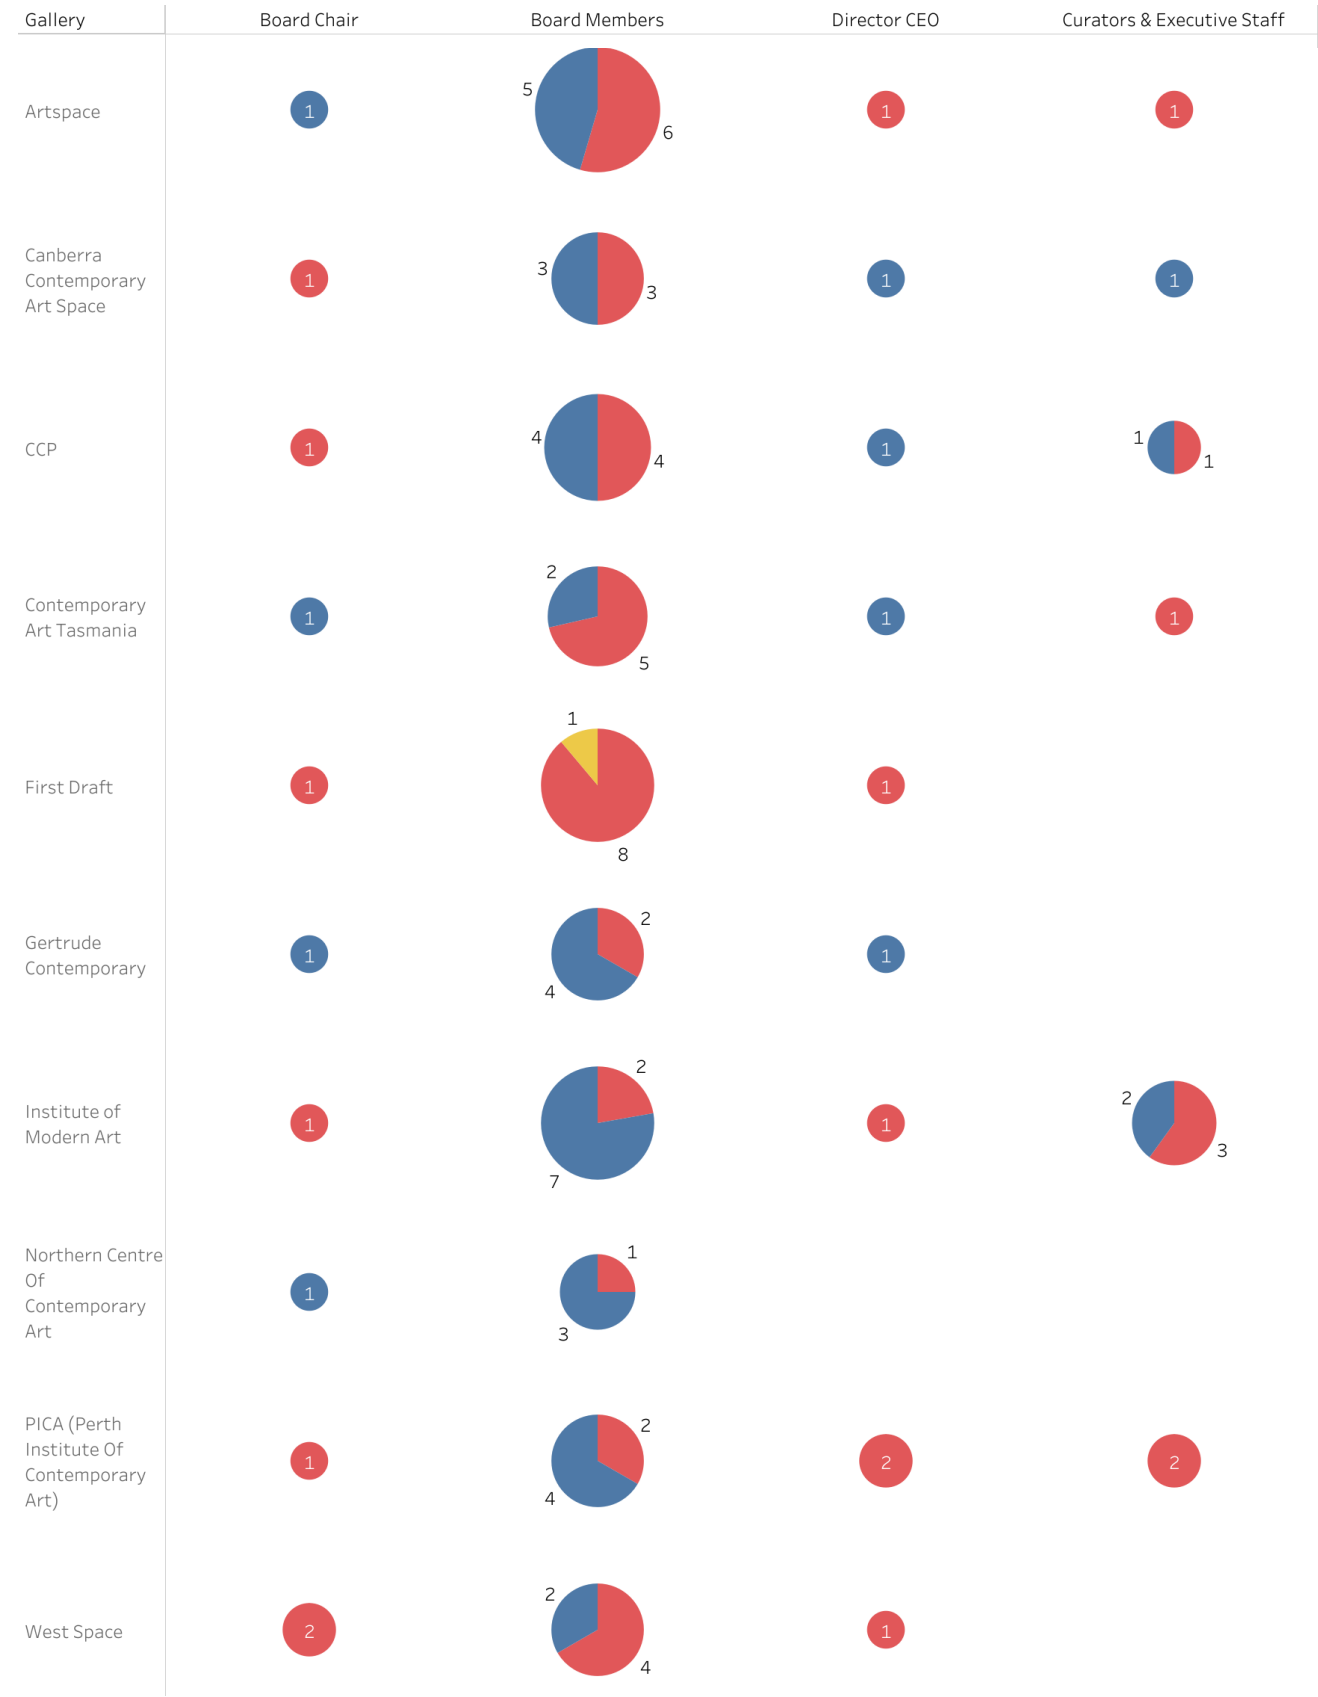 Gallery Board Chair Board Members Director CEO Curators & Executive Staff
Artspace 1 5 6 1 1
Canberra
Contemporary
Art Space
1 3 3 1 1
CCP 1 4 4 1 1 1
Contemporary
Art Tasmania
1 2 5 1 1
First Draft 1 1 8 1
Gertrude
Contemporary
1 2 4 1
Institute of
Modern Art
1 2 7 1 2 3
Northern Centre
Of
Contemporary
Art
1 1 3
PICA (Perth
Institute Of
Contemporary
Art)
1 2 4 2 2
West Space 2 2 4 1